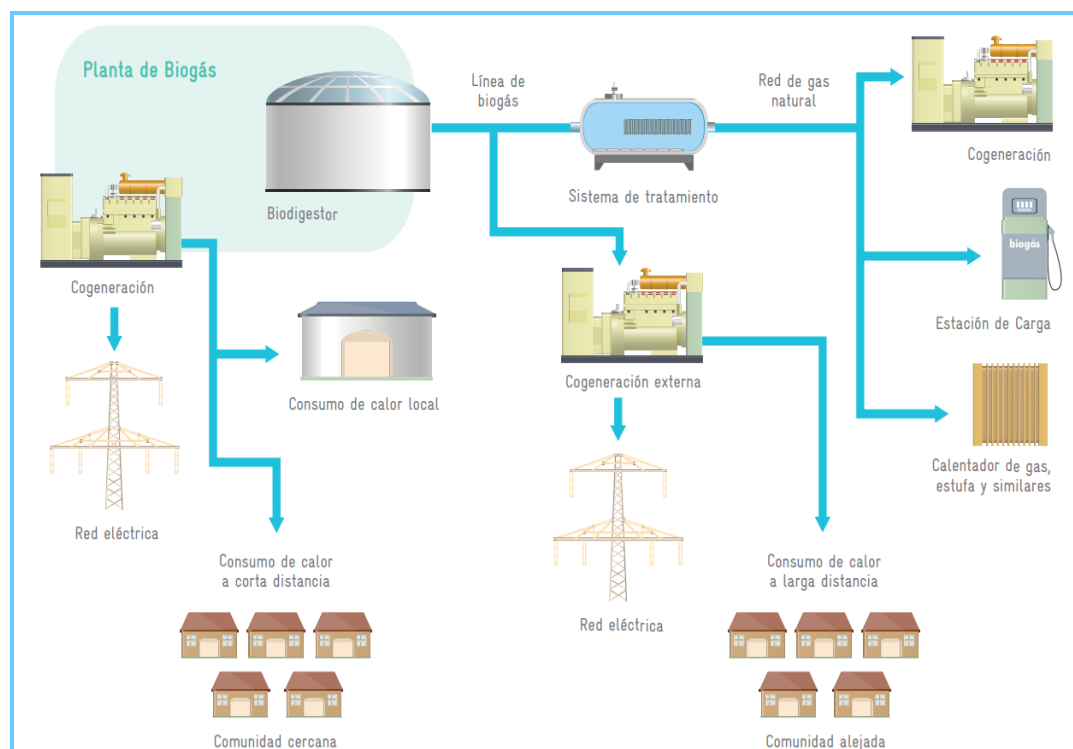 Planta de Biogás
Biodigestor
Cogeneración
Red eléctrica
Consumo de calor local
Consumo de calor
a corta distancia
Comunidad cercana
Línea de
biogás
Sistema de tratamiento
Red de gas
natural
Cogeneración externa
Red eléctrica
Consumo de calor
a larga distancia
Comunidad alejada
Cogeneración
biogás
Estación de Carga
Calentador de gas,
estufa y similares